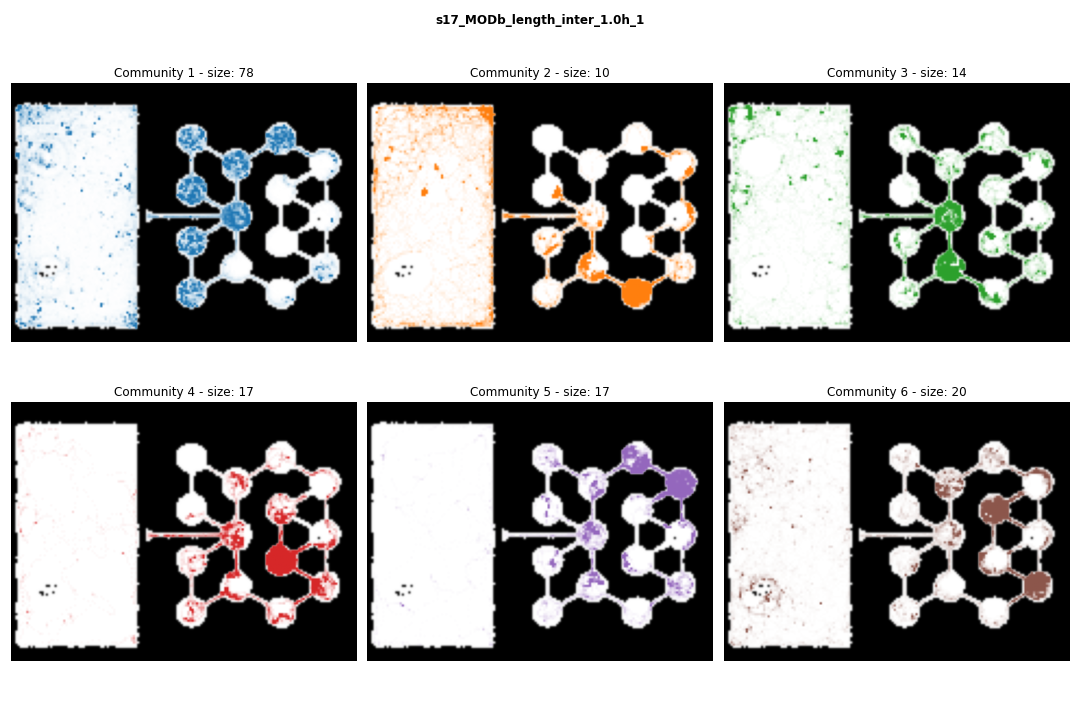 s17_MODb_length_inter_1.0h_1
Community 1 - size: 78
Community 2 - size: 10
Community 3 - size: 14
Community 4 - size: 17
Community 5 - size: 17
Community 6 - size: 20